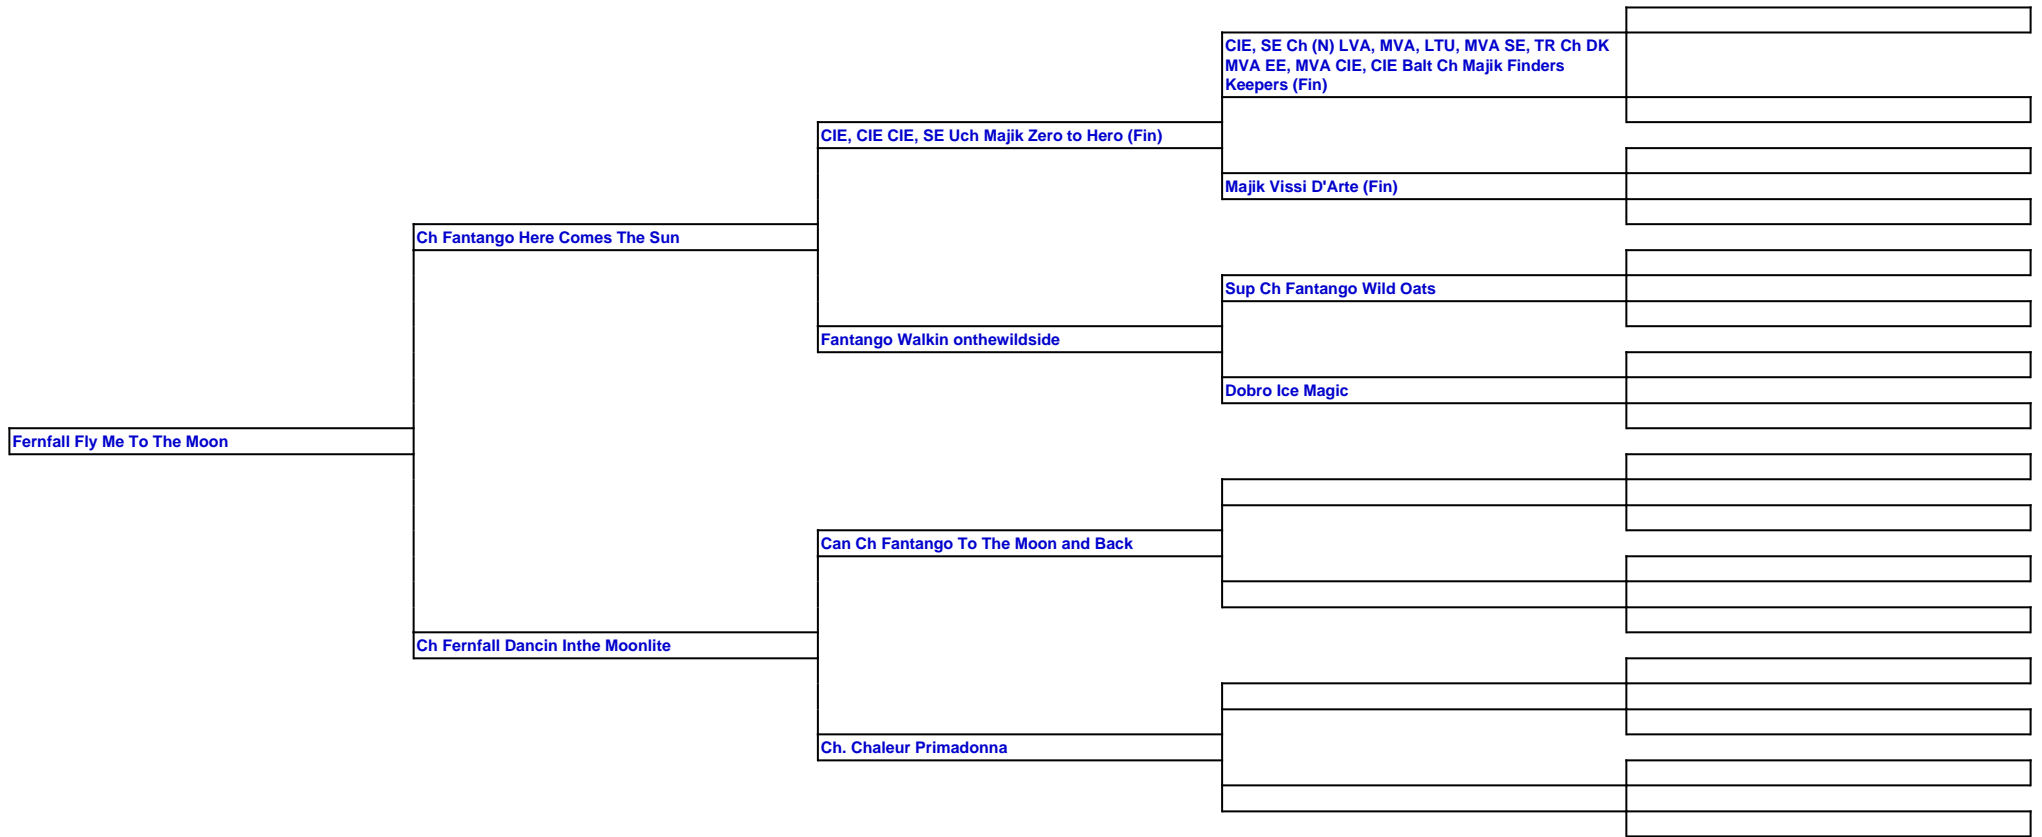 CIE, SE Ch (N) LVA, MVA, LTU, MVA SE, TR Ch DK
MVA EE, MVA CIE, CIE Balt Ch Majik Finders
Keepers (Fin)
CIE, CIE CIE, SE Uch Majik Zero to Hero (Fin)
Majik Vissi D'Arte (Fin)
Ch Fantango Here Comes The Sun
Sup Ch Fantango Wild Oats
Fantango Walkin onthewildside
Dobro Ice Magic
Fernfall Fly Me To The Moon
Can Ch Fantango To The Moon and Back
Ch Fernfall Dancin Inthe Moonlite
Ch. Chaleur Primadonna